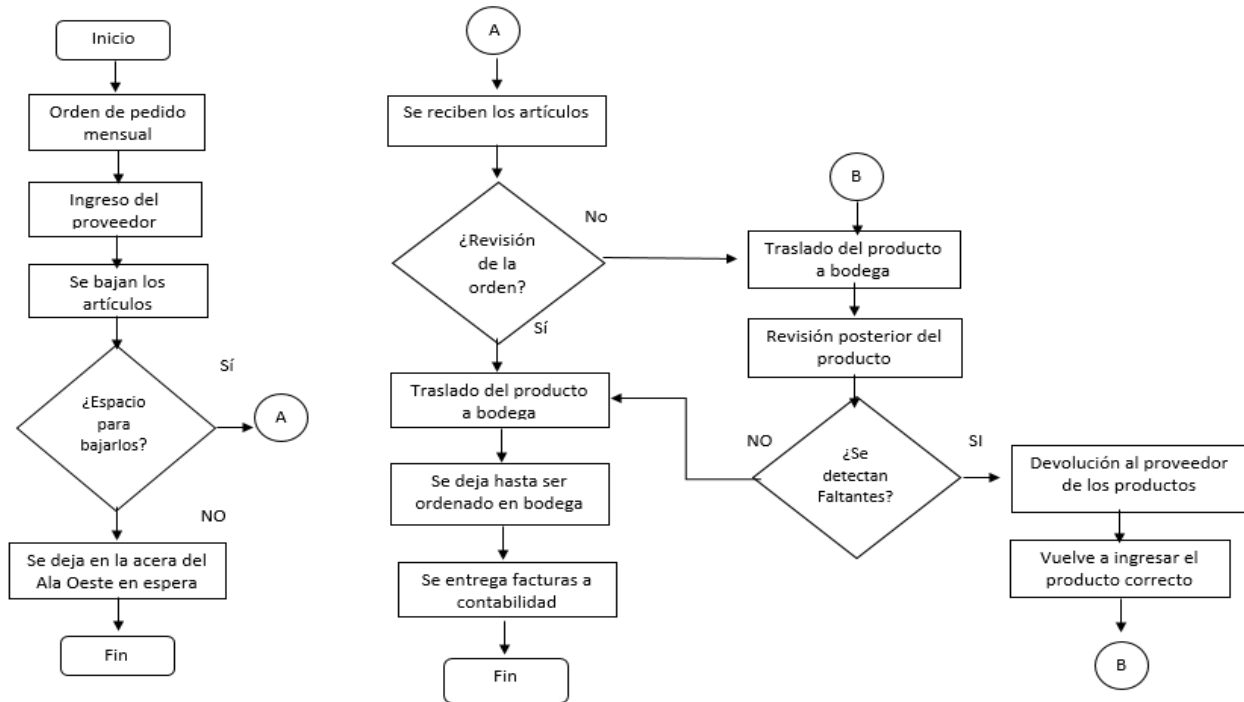 Inicio
Orden de pedido
mensual
Ingreso del
proveedor
Se bajan los
artículos
¿Espacio
para
bajarlos?
Sí
A
NO
Se deja en la acera del
Ala Oeste en espera
Fin
A
Se reciben los artículos
¿Revisión
de la
orden?
No
Sí
Traslado del producto
a bodega
Se deja hasta ser
ordenado en bodega
Se entrega facturas a
contabilidad
Fin
B
Traslado del producto
a bodega
Revisión posterior del
producto
¿Se
detectan
Faltantes?
NO
SI
Devolución al proveedor
de los productos
Vuelve a ingresar el
producto correcto
B